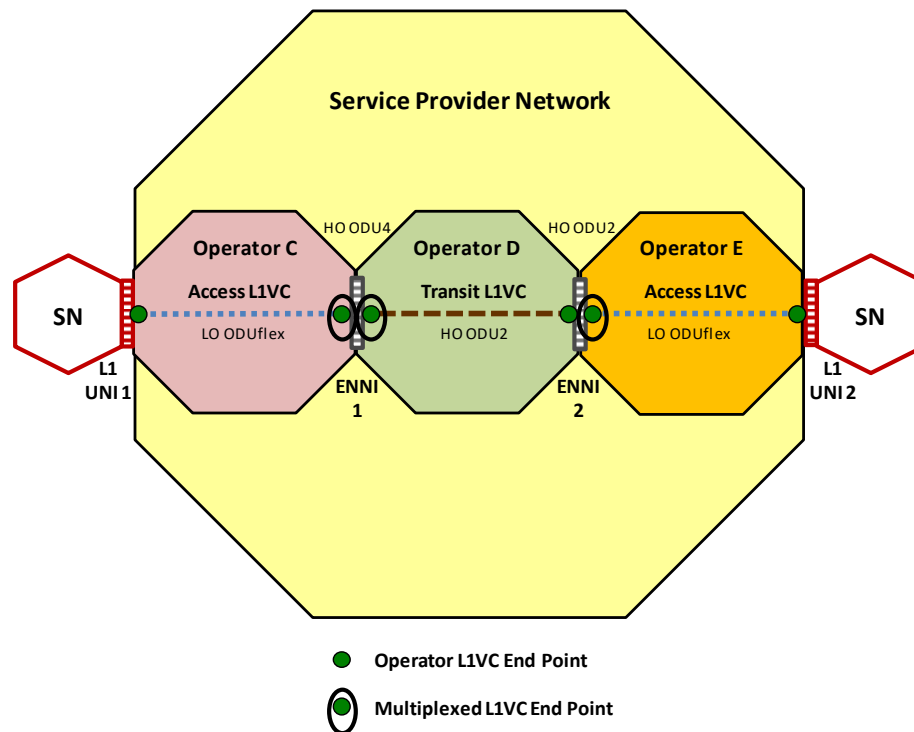 Service Provider Network
HO ODU4
HO ODU2
Operator C
Operator D
Operator E
Access L1VC
Transit L1VC
Access L1VC
SN
SN
LO ODUflex
HO ODU2
LO ODUflex
L1
UNI 1
ENNI
1
ENNI
2
L1
UNI 2
Operator L1VC End Point
Multiplexed L1VC End Point